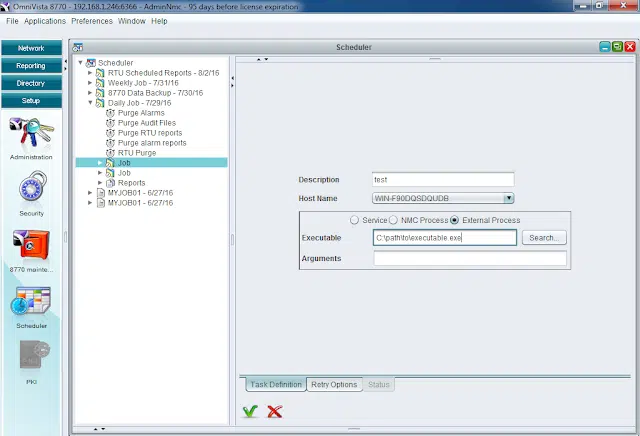 OmniVista 8770 - 192.168.1.246:6366 - AdminNmc - 95 days before license expiration
File Applications Preferences Window Help
Network
Reporting
Directory
Setup
Administration
Security
8770 mainte...
Scheduler
PKI
Scheduler
Scheduler
RTU Scheduled Reports - 8/2/16
Weekly Job - 7/31/16
8770 Data Backup - 7/30/16
Daily Job - 7/29/16
Purge Alarms
Purge Audit Files
Purge RTU reports
Purge alarm reports
RTU Purge
Job
Job
Reports
MYJOB01 - 6/27/16
MYJOB01 - 6/27/16
Description test
Host Name WIN-F90DQSDQUDB
Service NMC Process External Process
Executable C:\path\to\executable.exe Search...
Arguments
Task Definition Retry Options Status